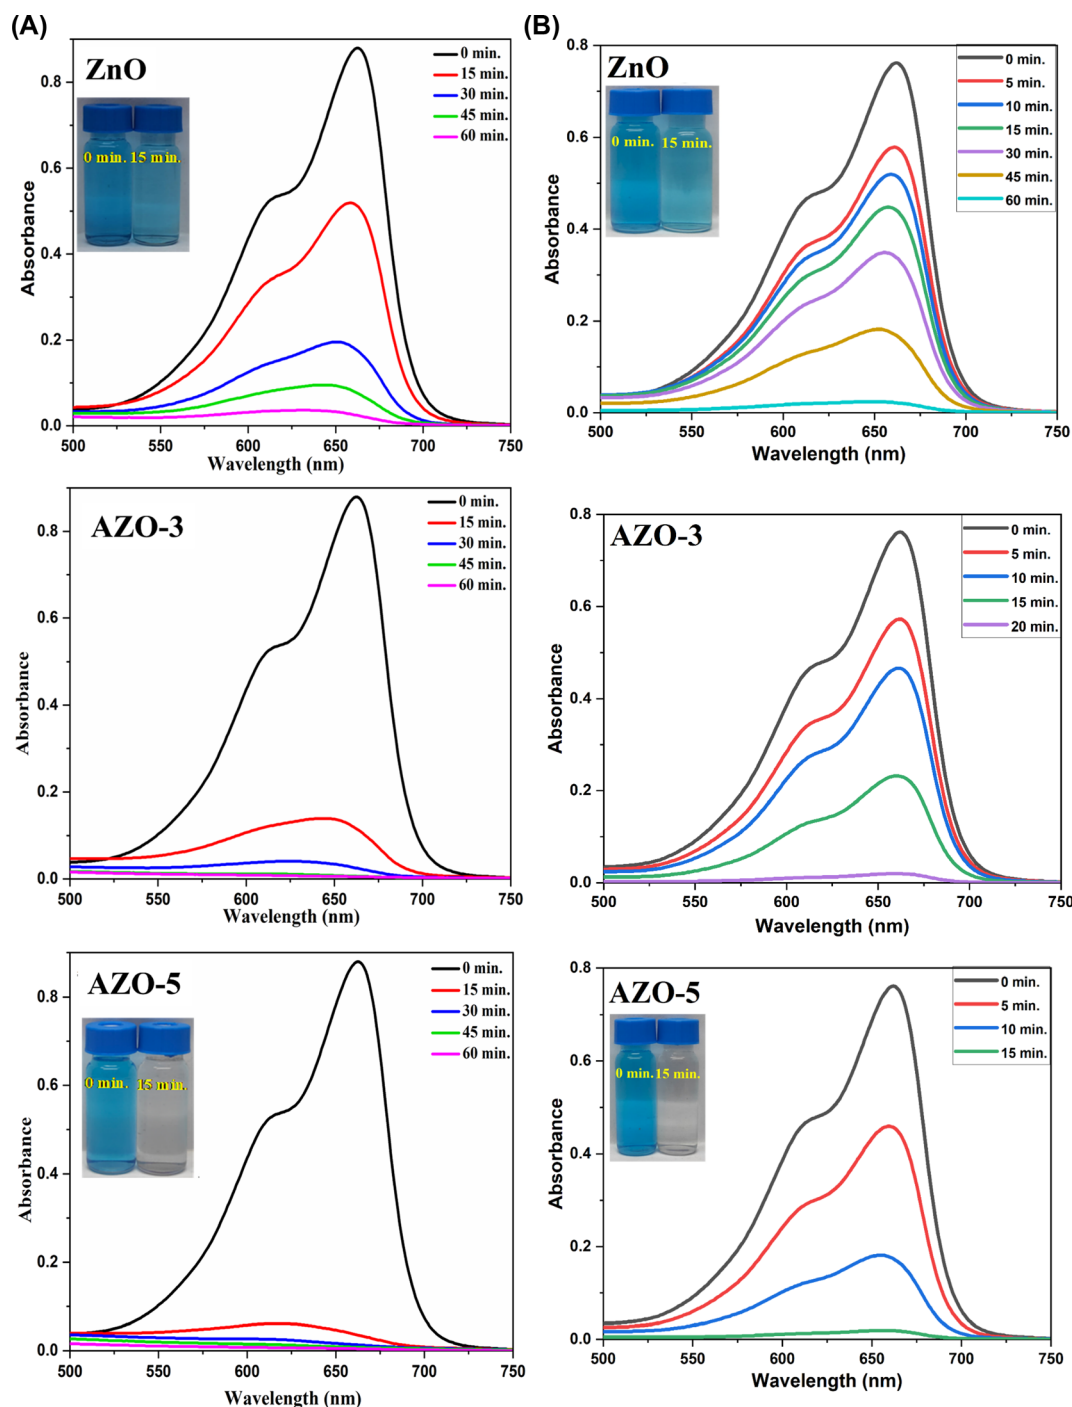 (A)
ZnO
0 min.
15 min.
30 min.
45 min.
60 min.
0 min. 15 min.
0.8
0.6
0.4
0.2
0.0
Absorbance
500 550 600 650 700 750
Wavelength (nm)
(B)
ZnO
0 min.
5 min.
10 min.
15 min.
30 min.
45 min.
60 min.
0 min. 15 min.
0.8
0.6
0.4
0.2
0.0
Absorbance
500 550 600 650 700 750
Wavelength (nm)
AZO-3
0 min.
15 min.
30 min.
45 min.
60 min.
0.8
0.6
0.4
0.2
0.0
Absorbance
500 550 600 650 700 750
Wavelength (nm)
AZO-3
0 min.
5 min.
10 min.
15 min.
20 min.
0.8
0.6
0.4
0.2
0.0
Absorbance
500 550 600 650 700 750
Wavelength (nm)
AZO-5
0 min.
15 min.
30 min.
45 min.
60 min.
0 min. 15 min.
0.8
0.6
0.4
0.2
0.0
Absorbance
500 550 600 650 700 750
Wavelength (nm)
AZO-5
0 min.
5 min.
10 min.
15 min.
0 min. 15 min.
0.8
0.6
0.4
0.2
0.0
Absorbance
500 550 600 650 700 750
Wavelength (nm)